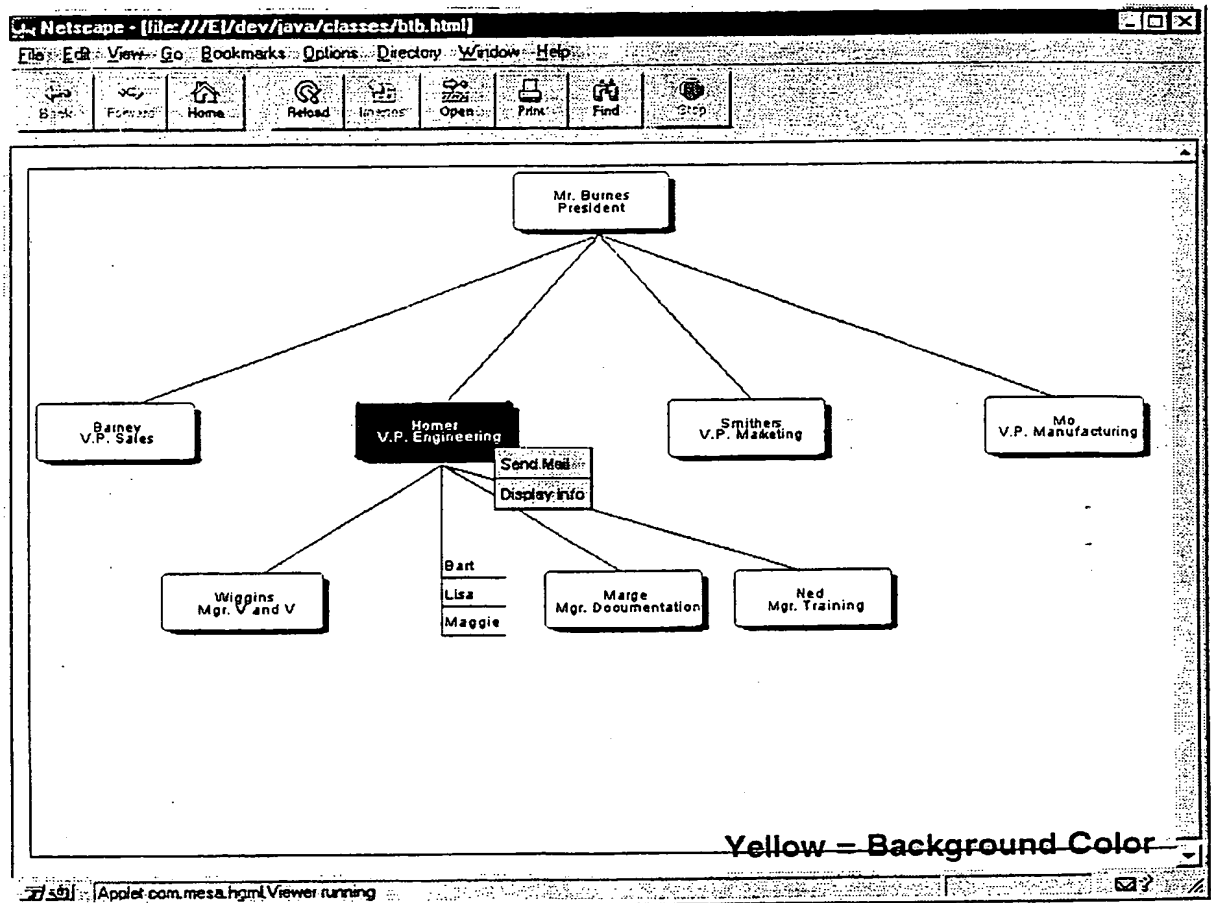 Netscape - [file:///E|/dev/java/classes/btb.html]
File Edit View Go Bookmarks Options Directory Window Help
Back Forward Home Reload Images Open Print Find Stop
Mr. Burnes
President
Barney
V.P. Sales
Homer
V.P. Engineering
Smithers
V.P. Marketing
Mo
V.P. Manufacturing
Send Mail
Display Info
Wiggins
Mgr. V and V
Bart
Lisa
Maggie
Marge
Mgr. Documentation
Ned
Mgr. Training
Yellow = Background Color
Applet com.mesa.hgml.Viewer running